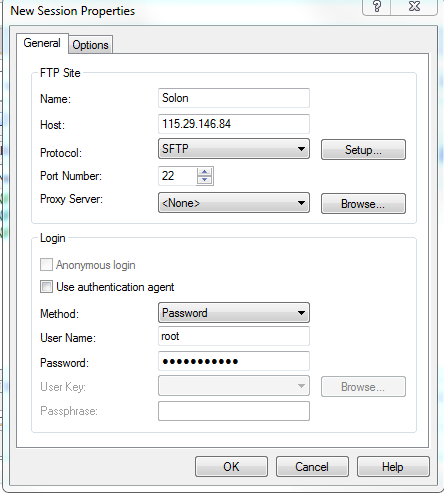 New Session Properties
General Options
FTP Site
Name: Solon
Host: 115.29.146.84
Protocol: SFTP Setup...
Port Number: 22
Proxy Server: <None> Browse...
Login
Anonymous login
Use authentication agent
Method: Password
User Name: root
Password: ●●●●●●●●●●●
User Key: Browse...
Passphrase:
OK Cancel Help